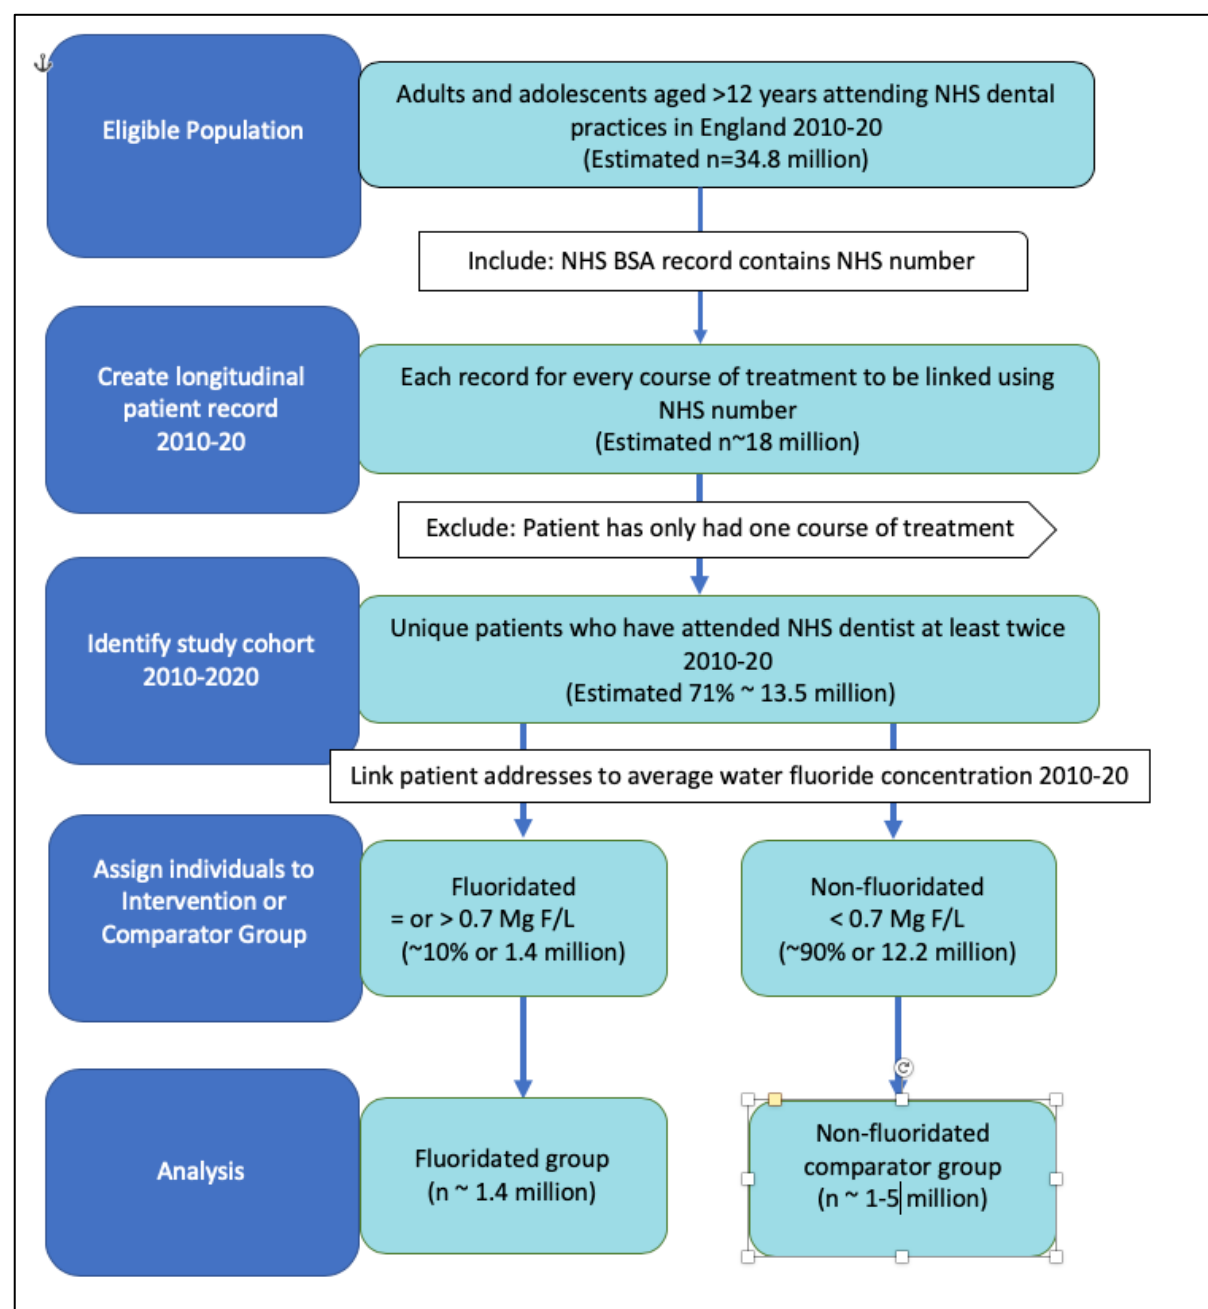 Eligible Population
Adults and adolescents aged >12 years attending NHS dental
practices in England 2010-20
(Estimated n=34.8 million)
Include: NHS BSA record contains NHS number
Create longitudinal
patient record
2010-20
Each record for every course of treatment to be linked using
NHS number
(Estimated n~18 million)
Exclude: Patient has only had one course of treatment
Identify study cohort
2010-2020
Unique patients who have attended NHS dentist at least twice
2010-20
(Estimated 71% ~ 13.5 million)
Link patient addresses to average water fluoride concentration 2010-20
Assign individuals to
Intervention or
Comparator Group
Fluoridated
= or > 0.7 Mg F/L
(~10% or 1.4 million)
Non-fluoridated
< 0.7 Mg F/L
(~90% or 12.2 million)
Analysis
Fluoridated group
(n ~ 1.4 million)
Non-fluoridated
comparator group
(n ~ 1-5 million)